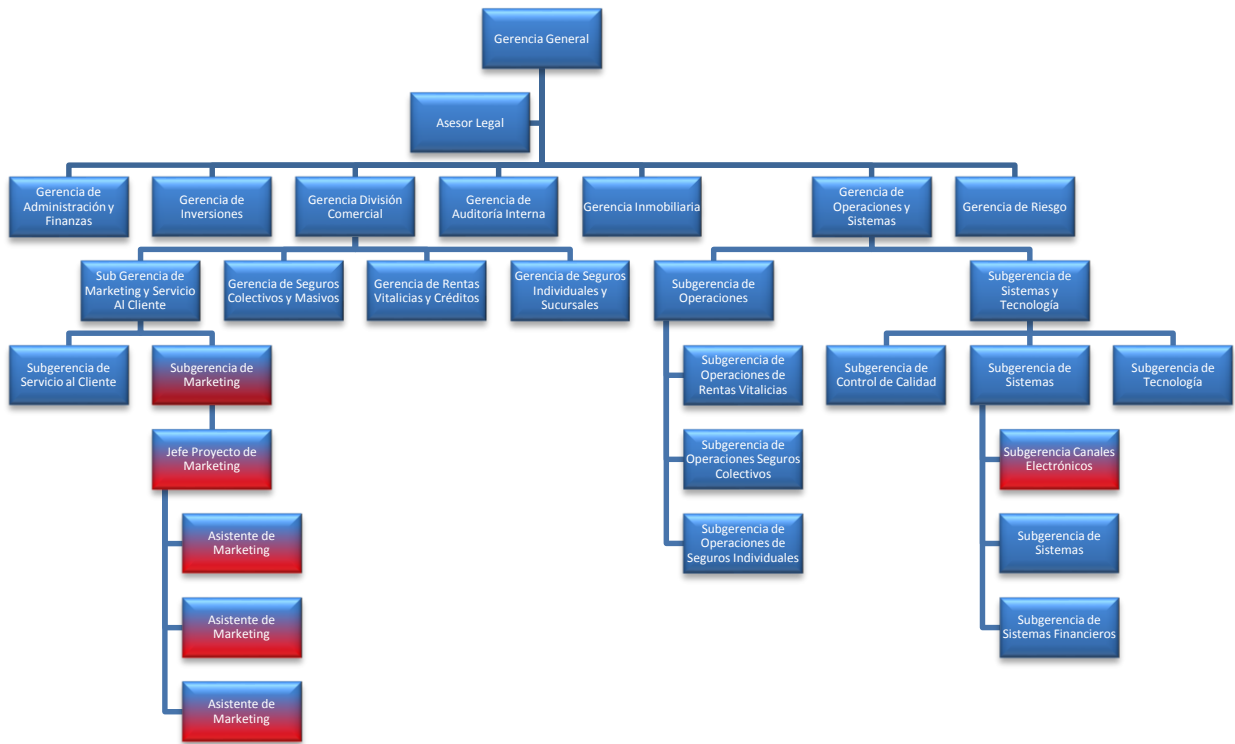 Gerencia General
Asesor Legal
Gerencia de
Administración y
Finanzas
Gerencia de
Inversiones
Gerencia División
Comercial
Gerencia de
Auditoría Interna
Gerencia Inmobiliaria
Gerencia de
Operaciones y
Sistemas
Gerencia de Riesgo
Sub Gerencia de
Marketing y Servicio
Al Cliente
Gerencia de Seguros
Colectivos y Masivos
Gerencia de Rentas
Vitalicias y Créditos
Gerencia de Seguros
Individuales y
Sucursales
Subgerencia de
Operaciones
Subgerencia de
Sistemas y
Tecnología
Subgerencia de
Servicio al Cliente
Subgerencia de
Marketing
Subgerencia de
Operaciones de
Rentas Vitalicias
Subgerencia de
Control de Calidad
Subgerencia de
Sistemas
Subgerencia de
Tecnología
Jefe Proyecto de
Marketing
Subgerencia de
Operaciones Seguros
Colectivos
Subgerencia Canales
Electrónicos
Asistente de
Marketing
Subgerencia de
Operaciones de
Seguros Individuales
Subgerencia de
Sistemas
Asistente de
Marketing
Subgerencia de
Sistemas Financieros
Asistente de
Marketing